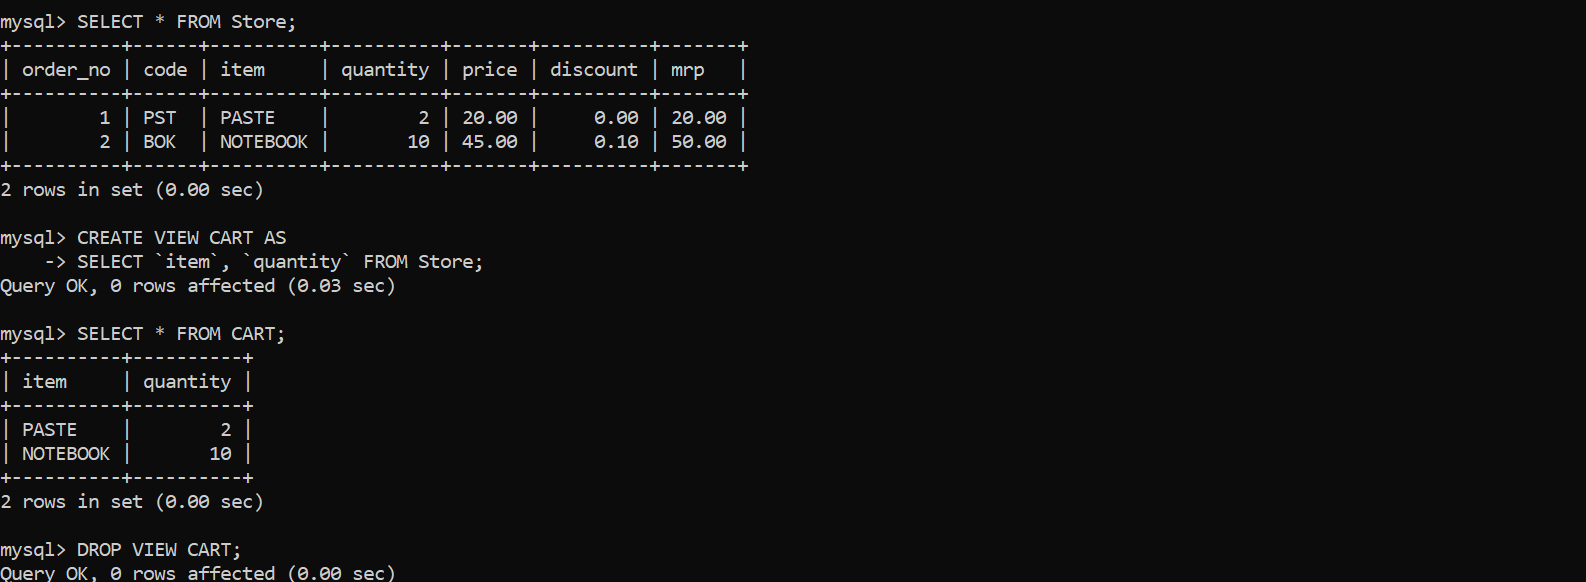 mysql> SELECT * FROM Store;
+----------+------+----------+----------+-------+----------+-------+
| order_no | code | item     | quantity | price | discount | mrp   |
+----------+------+----------+----------+-------+----------+-------+
|        1 | PST  | PASTE    |        2 | 20.00 |     0.00 | 20.00 |
|        2 | BOK  | NOTEBOOK |       10 | 45.00 |     0.10 | 50.00 |
+----------+------+----------+----------+-------+----------+-------+
2 rows in set (0.00 sec)

mysql> CREATE VIEW CART AS
    -> SELECT `item`, `quantity` FROM Store;
Query OK, 0 rows affected (0.03 sec)

mysql> SELECT * FROM CART;
+----------+----------+
| item     | quantity |
+----------+----------+
| PASTE    |        2 |
| NOTEBOOK |       10 |
+----------+----------+
2 rows in set (0.00 sec)

mysql> DROP VIEW CART;
Query OK, 0 rows affected (0.00 sec)